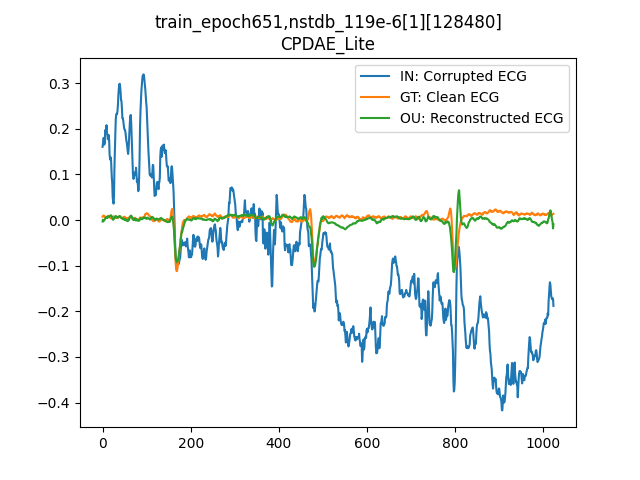 train_epoch651,nstdb_119e-6[1][128480]
CPDAE_Lite
IN: Corrupted ECG
GT: Clean ECG
OU: Reconstructed ECG
0.3
0.2
0.1
0.0
−0.1
−0.2
−0.3
−0.4
0 200 400 600 800 1000